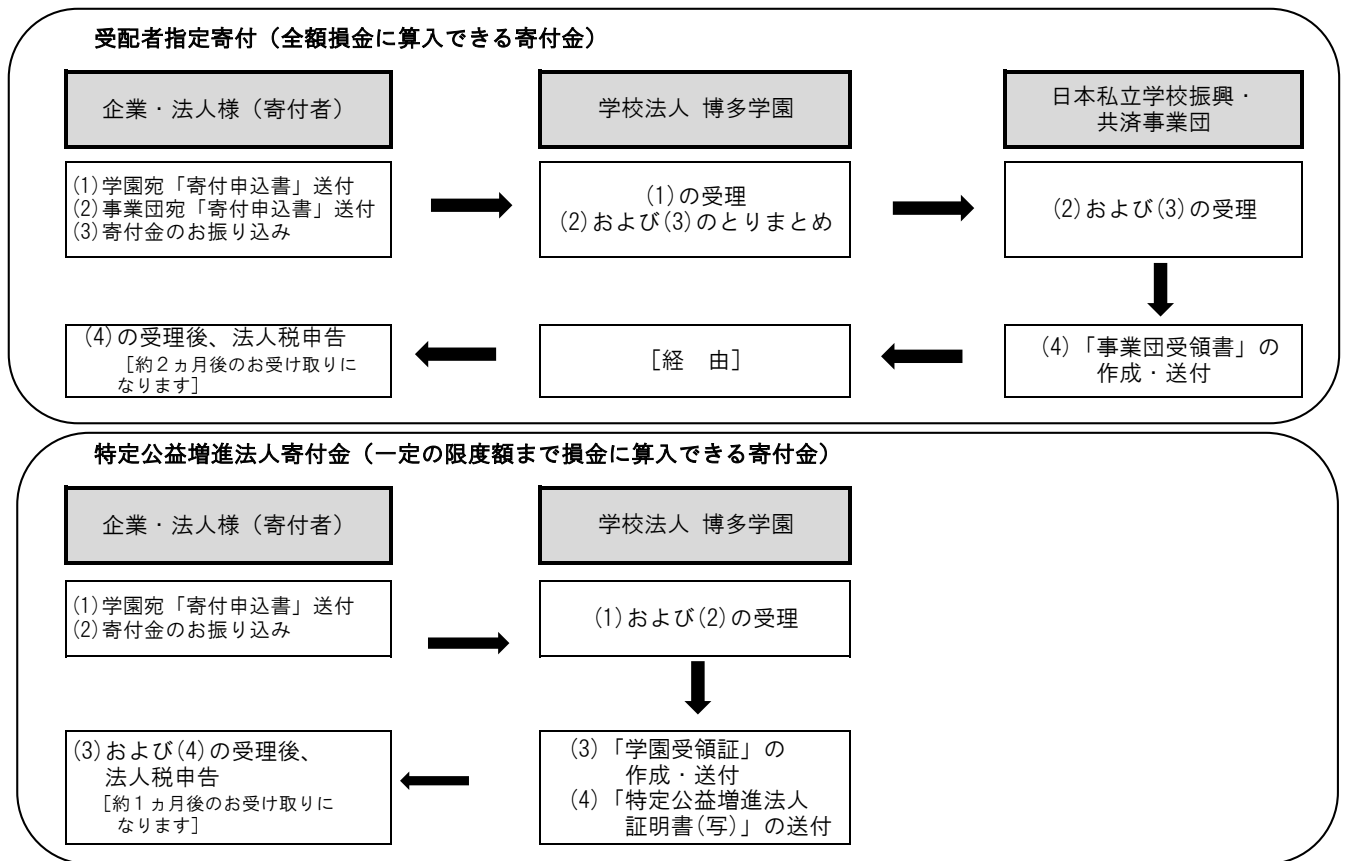 受配者指定寄付（全額損金に算入できる寄付金）
企業・法人様（寄付者）
学校法人 博多学園
日本私立学校振興・
共済事業団
(1)学園宛「寄付申込書」送付
(2)事業団宛「寄付申込書」送付
(3)寄付金のお振り込み
(1)の受理
(2)および(3)のとりまとめ
(2)および(3)の受理
(4)の受理後、法人税申告
［約２ヵ月後のお受け取りに
なります］
［経　由］
(4)「事業団受領書」の
作成・送付
特定公益増進法人寄付金（一定の限度額まで損金に算入できる寄付金）
企業・法人様（寄付者）
学校法人 博多学園
(1)学園宛「寄付申込書」送付
(2)寄付金のお振り込み
(1)および(2)の受理
(3)および(4)の受理後、
法人税申告
［約１ヵ月後のお受け取りに
なります］
(3)「学園受領証」の
作成・送付
(4)「特定公益増進法人
証明書(写)」の送付